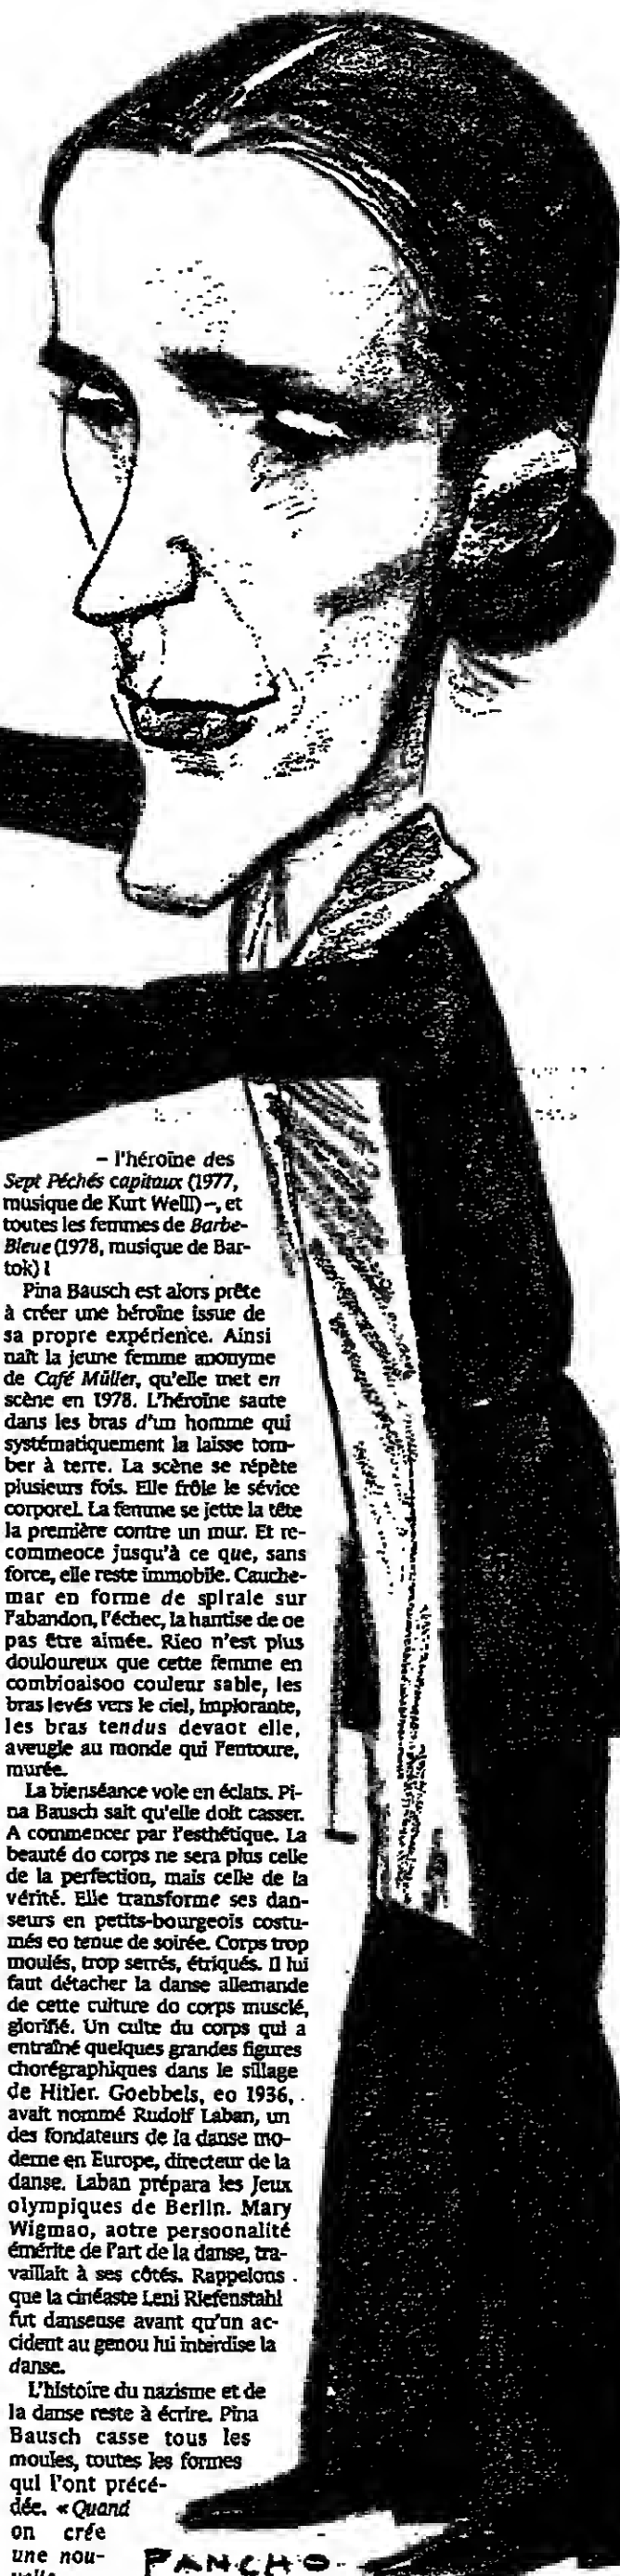 – l'héroïne des
Sept Péchés capitaux (1977,
musique de Kurt Weill) –, et
toutes les femmes de Barbe-
Bleue (1978, musique de Bar-
tok) !
Pina Bausch est alors prête
à créer une héroïne issue de
sa propre expérience. Ainsi
naît la jeune femme anonyme
de Café Müller, qu'elle met en
scène en 1978. L'héroïne saute
dans les bras d'un homme qui
systématiquement la laisse tom-
ber à terre. La scène se répète
plusieurs fois. Elle frôle le sévice
corporel. La femme se jette la tête
la première contre un mur. Et re-
commeoce jusqu'à ce que, sans
force, elle reste immobile. Cauche-
mar en forme de spirale sur
l'abandon, l'échec, la hantise de oe
pas être aimée. Rieo n'est plus
douloureux que cette femme en
combioaisoo couleur sable, les
bras levés vers le ciel, implorante,
les bras tendus devaot elle,
aveugle au monde qui l'entoure,
murée.
La bienséance vole en éclats. Pi-
na Bausch sait qu'elle doit casser.
A commencer par l'esthétique. La
beauté do corps ne sera plus celle
de la perfection, mais celle de la
vérité. Elle transforme ses dan-
seurs en petits-bourgeois costu-
més eo tenue de soirée. Corps trop
moulés, trop serrés, étriqués. Il lui
faut détacher la danse allemande
de cette culture do corps musclé,
glorifié. Un culte du corps qui a
entraîné quelques grandes figures
chorégraphiques dans le sillage
de Hitler. Goebbels, eo 1936,
avait nommé Rudolf Laban, un
des fondateurs de la danse mo-
derne en Europe, directeur de la
danse. Laban prépara les Jeux
olympiques de Berlin. Mary
Wigmao, aotre persoonalité
émérite de l'art de la danse, tra-
vaillait à ses côtés. Rappelons
que la cinéaste Leni Riefenstahl
fut danseuse avant qu'un ac-
cident au genou lui interdise la
danse.
L'histoire du nazisme et de
la danse reste à écrire. Pina
Bausch casse tous les
moules, toutes les formes
qui l'ont précé-
dée. « Quand
on crée
une nou-
velle
PANCHO